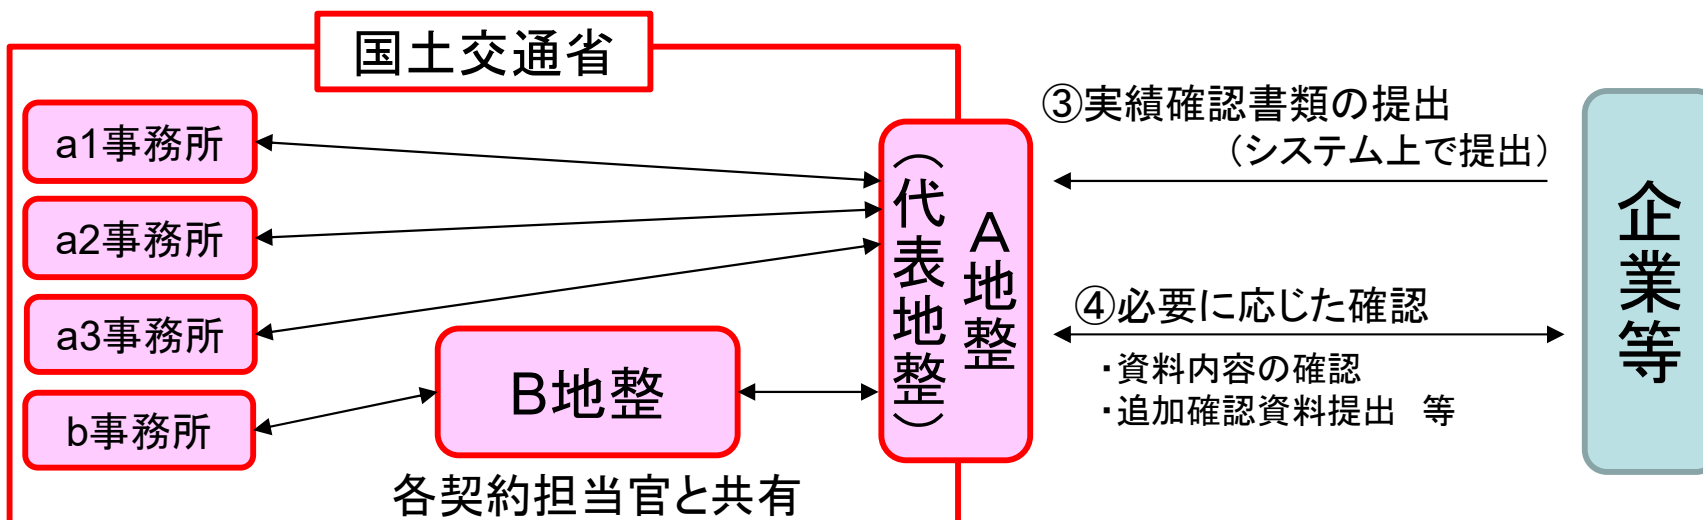 国土交通省
a1事務所
a2事務所
a3事務所
b事務所
B地整
各契約担当官と共有
A地整
（代表地整）
③実績確認書類の提出
（システム上で提出）
④必要に応じた確認
・資料内容の確認
・追加確認資料提出　等
企業等